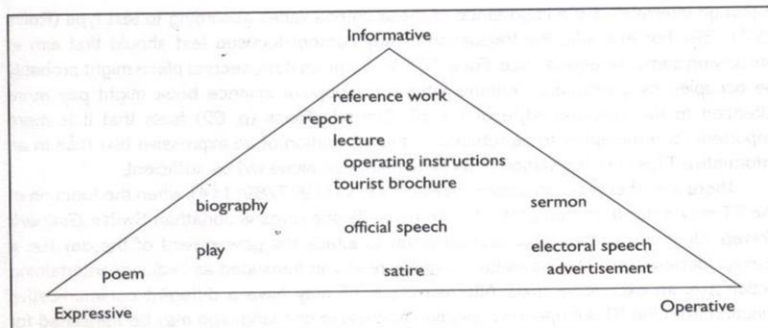 Informative
reference work
report
lecture
operating instructions
tourist brochure
biography
sermon
official speech
play
electoral speech
poem
satire
advertisement
Expressive
Operative